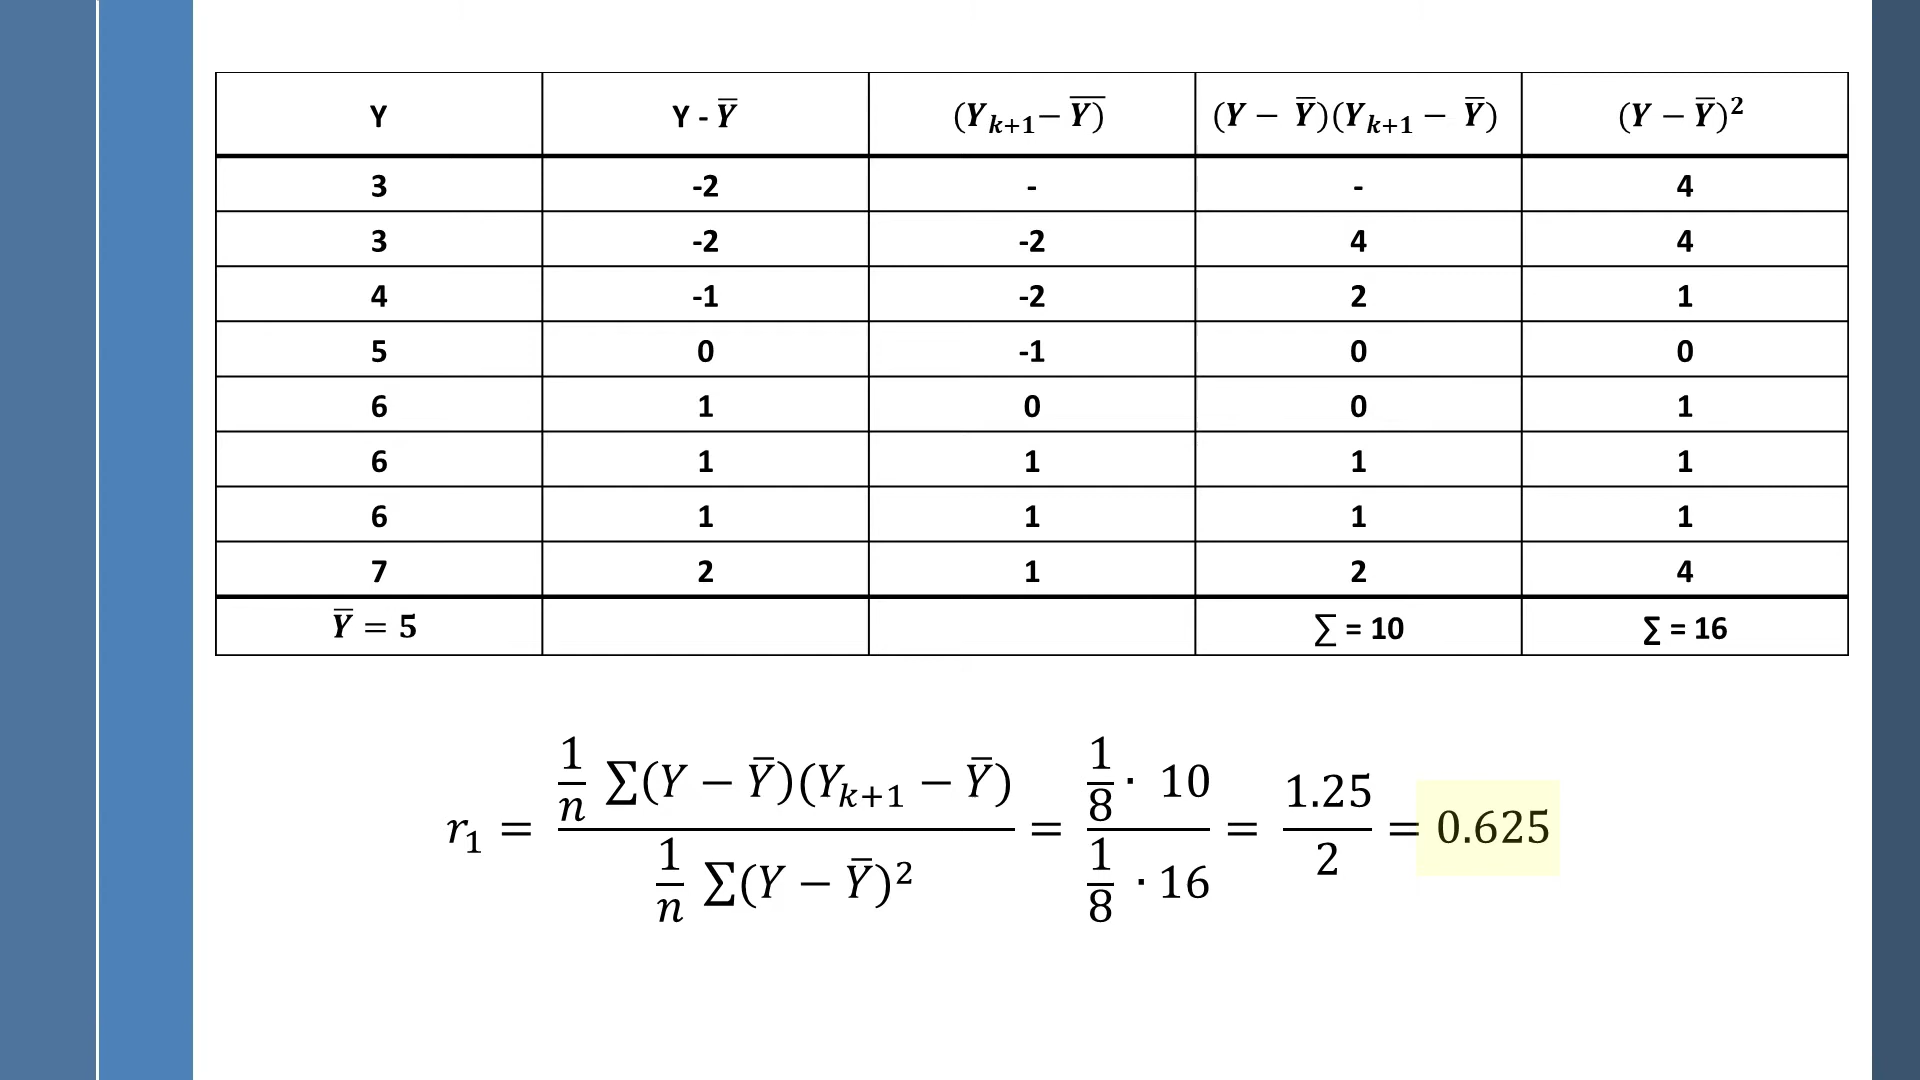 Y Y - Y̅ (Yₖ₊₁− Y̅) (Y − Y̅)(Yₖ₊₁ − Y̅) (Y − Y̅)²
3 -2 - - 4
3 -2 -2 4 4
4 -1 -2 2 1
5 0 -1 0 0
6 1 0 0 1
6 1 1 1 1
6 1 1 1 1
7 2 1 2 4
Y̅ = 5 ∑ = 10 ∑ = 16
r₁ = (1/n ∑(Y − Y̅)(Yₖ₊₁ − Y̅)) / (1/n ∑(Y − Y̅)²) = (1/8 · 10) / (1/8 · 16) = 1.25/2 = 0.625